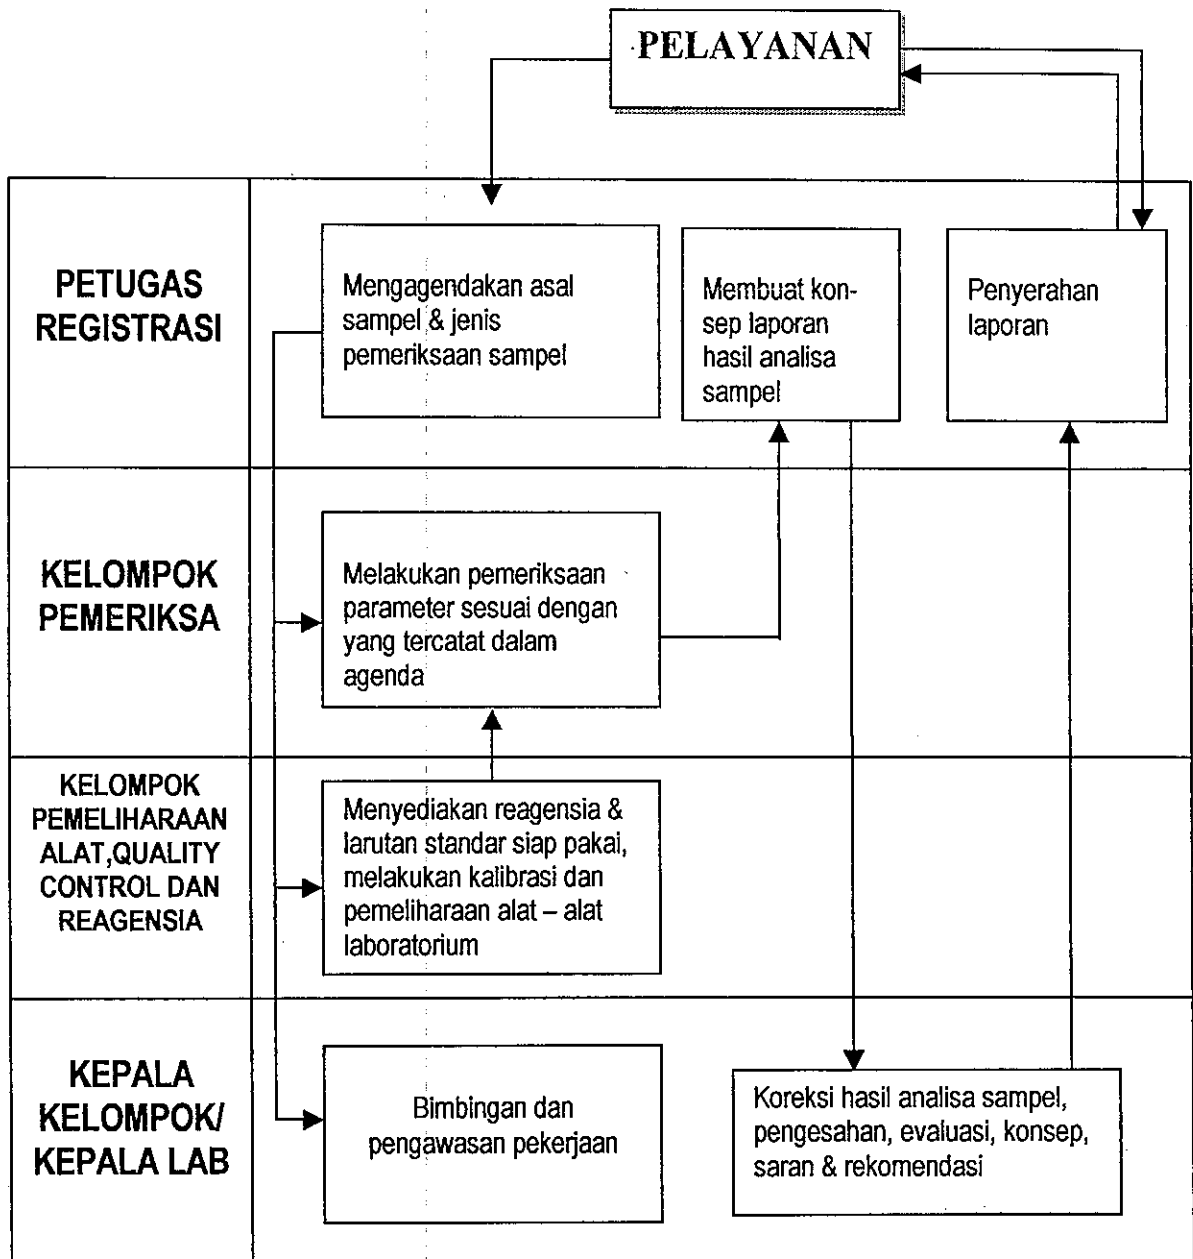 PELAYANAN
PETUGAS
REGISTRASI
Mengagendakan asal
sampel & jenis
pemeriksaan sampel
Membuat kon-
sep laporan
hasil analisa
sampel
Penyerahan
laporan
KELOMPOK
PEMERIKSA
Melakukan pemeriksaan
parameter sesuai dengan
yang tercatat dalam
agenda
KELOMPOK
PEMELIHARAAN
ALAT,QUALITY
CONTROL DAN
REAGENSIA
Menyediakan reagensia &
larutan standar siap pakai,
melakukan kalibrasi dan
pemeliharaan alat – alat
laboratorium
KEPALA
KELOMPOK/
KEPALA LAB
Bimbingan dan
pengawasan pekerjaan
Koreksi hasil analisa sampel,
pengesahan, evaluasi, konsep,
saran & rekomendasi